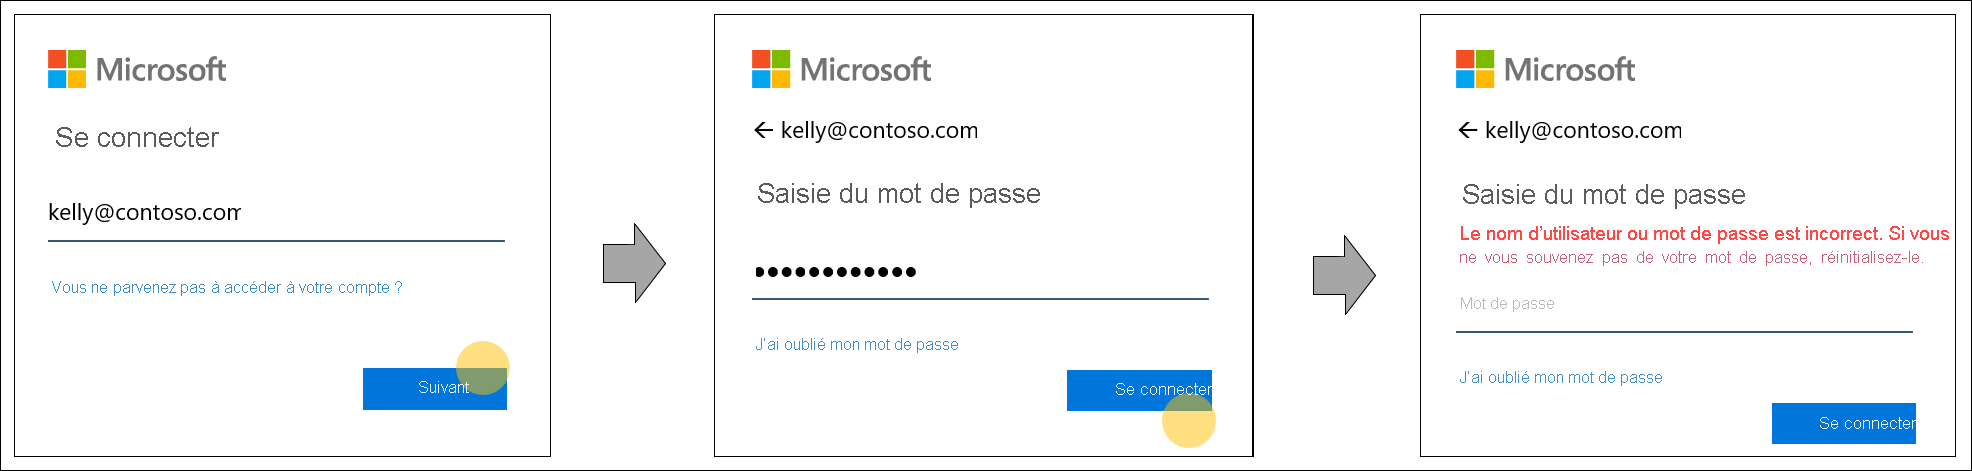 Microsoft
Se connecter
kelly@contoso.com
Vous ne parvenez pas à accéder à votre compte ?
Suivant
Microsoft
← kelly@contoso.com
Saisie du mot de passe
●●●●●●●●●●●●
J'ai oublié mon mot de passe
Se connecter
Microsoft
← kelly@contoso.com
Saisie du mot de passe
Le nom d'utilisateur ou mot de passe est incorrect. Si vous
ne vous souvenez pas de votre mot de passe, réinitialisez-le.
Mot de passe
J'ai oublié mon mot de passe
Se connecter